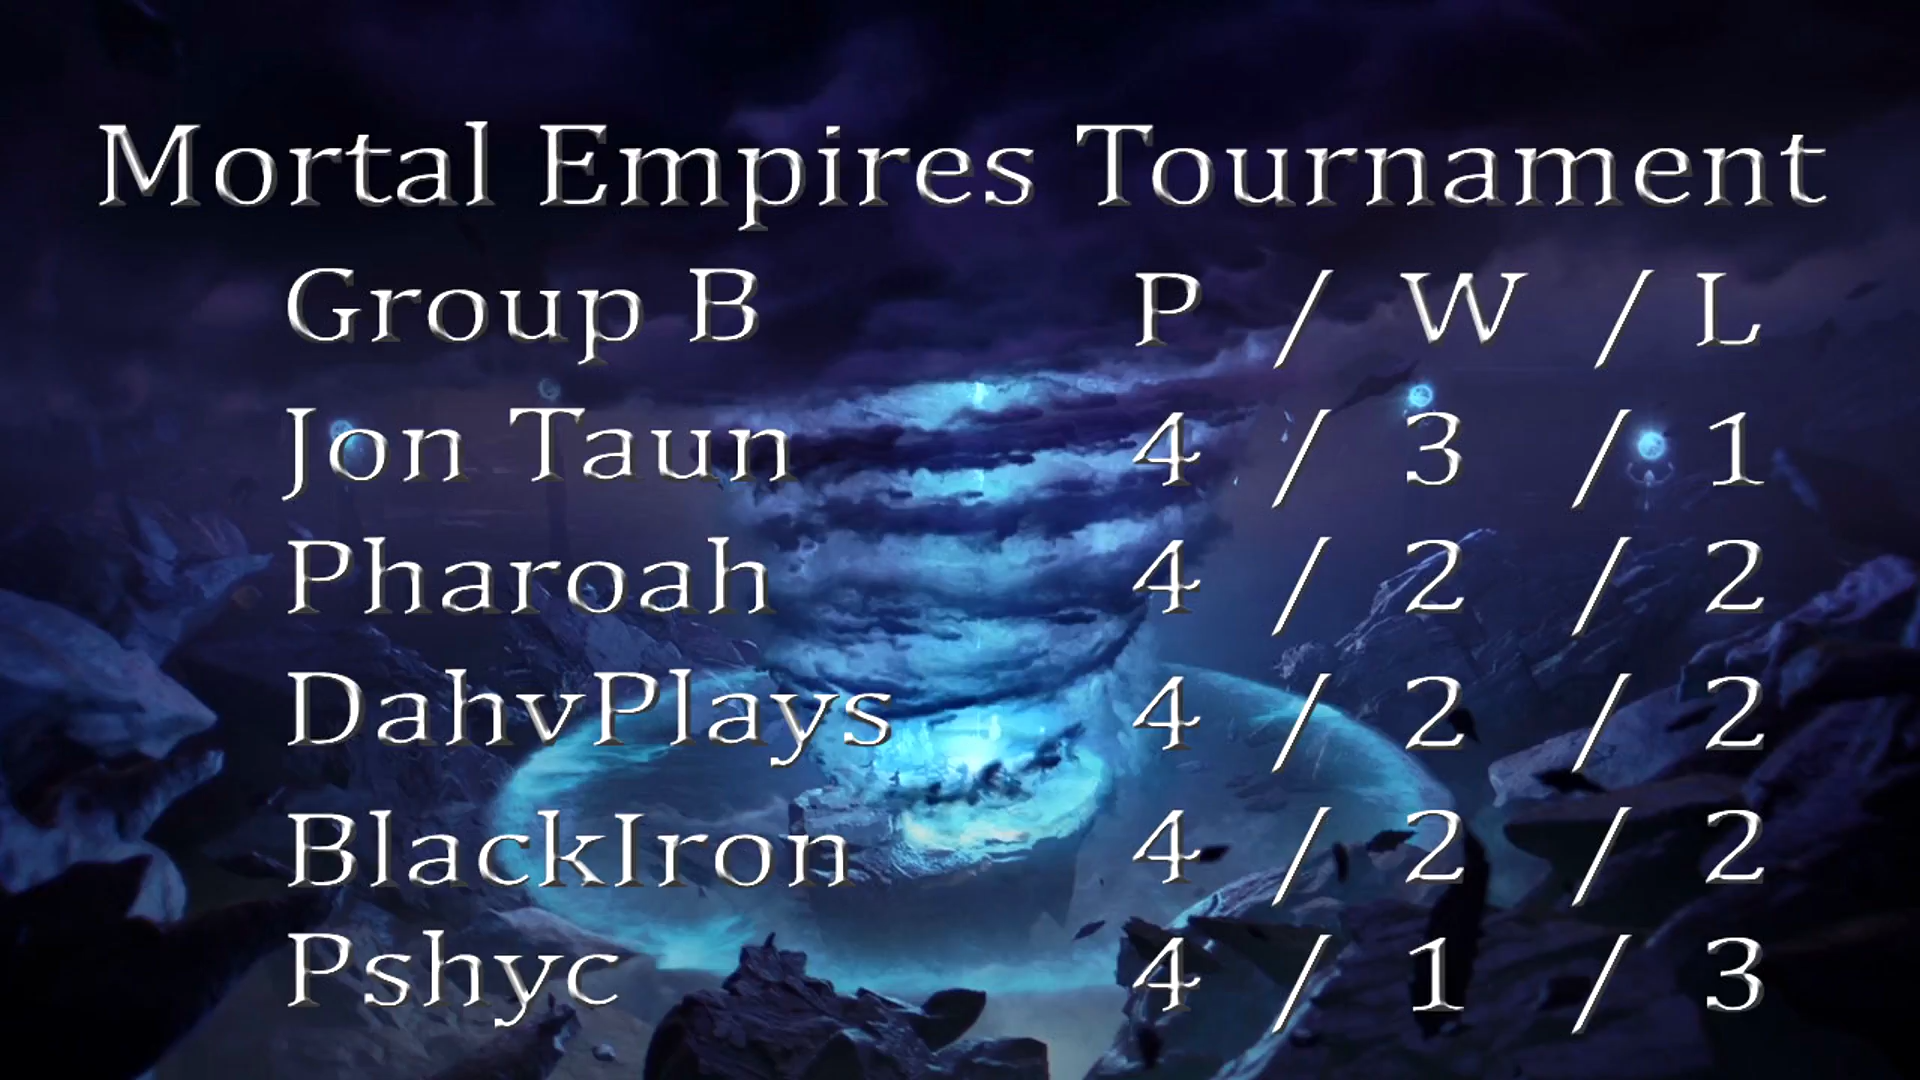 Mortal Empires Tournament
Group B P / W / L
Jon Taun 4 / 3 / 1
Pharoah 4 / 2 / 2
DahvPlays 4 / 2 / 2
BlackIron 4 / 2 / 2
Pshyc 4 / 1 / 3